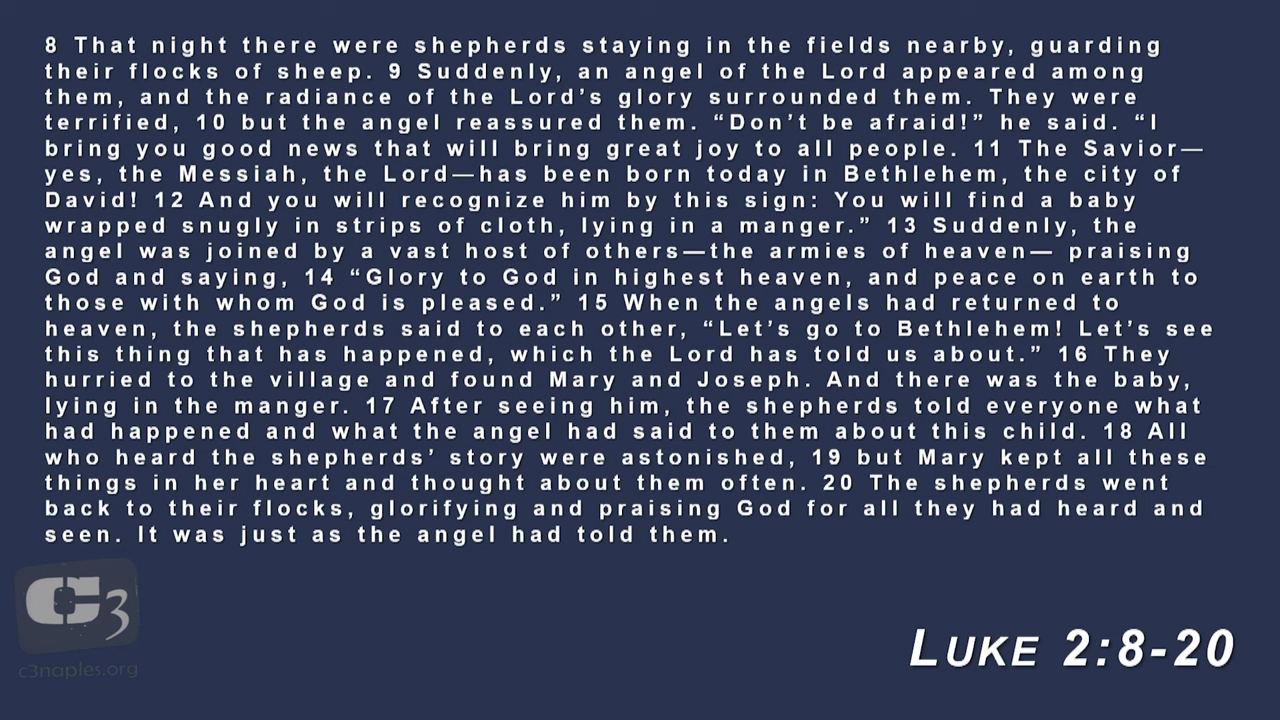 8 That night there were shepherds staying in the fields nearby, guarding
their flocks of sheep. 9 Suddenly, an angel of the Lord appeared among
them, and the radiance of the Lord’s glory surrounded them. They were
terrified, 10 but the angel reassured them. “Don’t be afraid!” he said. “I
bring you good news that will bring great joy to all people. 11 The Savior—
yes, the Messiah, the Lord—has been born today in Bethlehem, the city of
David! 12 And you will recognize him by this sign: You will find a baby
wrapped snugly in strips of cloth, lying in a manger.” 13 Suddenly, the
angel was joined by a vast host of others—the armies of heaven— praising
God and saying, 14 “Glory to God in highest heaven, and peace on earth to
those with whom God is pleased.” 15 When the angels had returned to
heaven, the shepherds said to each other, “Let’s go to Bethlehem! Let’s see
this thing that has happened, which the Lord has told us about.” 16 They
hurried to the village and found Mary and Joseph. And there was the baby,
lying in the manger. 17 After seeing him, the shepherds told everyone what
had happened and what the angel had said to them about this child. 18 All
who heard the shepherds’ story were astonished, 19 but Mary kept all these
things in her heart and thought about them often. 20 The shepherds went
back to their flocks, glorifying and praising God for all they had heard and
seen. It was just as the angel had told them.
C3
c3naples.org
LUKE 2:8-20